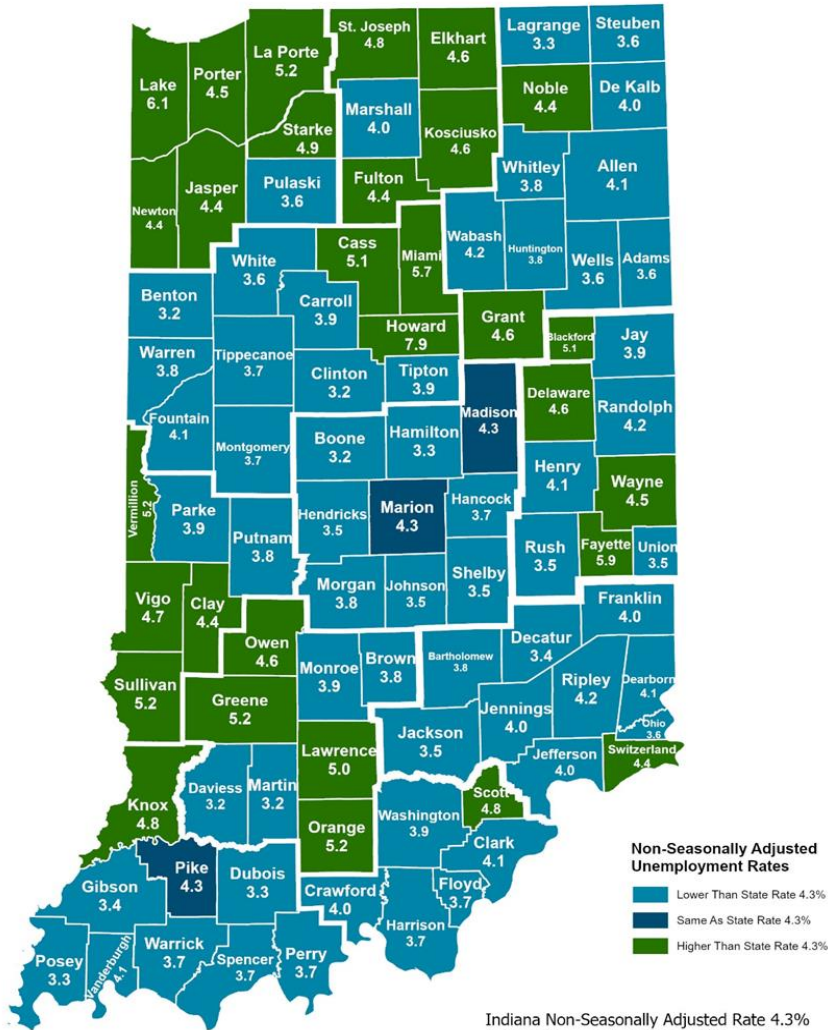 St. Joseph
4.8
Elkhart
4.6
Lagrange
3.3
Steuben
3.6
La Porte
5.2
Lake
6.1
Porter
4.5
Noble
4.4
De Kalb
4.0
Marshall
4.0
Starke
4.9
Kosciusko
4.6
Whitley
3.8
Allen
4.1
Pulaski
3.6
Fulton
4.4
Jasper
4.4
Newton
4.4
Wabash
4.2
Huntington
3.8
Wells
3.6
Adams
3.6
White
3.6
Cass
5.1
Miami
5.7
Benton
3.2
Carroll
3.9
Howard
7.9
Grant
4.6
Blackford
5.1
Jay
3.9
Warren
3.8
Tippecanoe
3.7
Clinton
3.2
Tipton
3.9
Madison
4.3
Delaware
4.6
Randolph
4.2
Fountain
4.1
Montgomery
3.7
Boone
3.2
Hamilton
3.3
Henry
4.1
Wayne
4.5
Vermillion
5.2
Parke
3.9
Putnam
3.8
Hendricks
3.5
Marion
4.3
Hancock
3.7
Rush
3.5
Fayette
5.9
Union
3.5
Vigo
4.7
Clay
4.4
Morgan
3.8
Johnson
3.5
Shelby
3.5
Franklin
4.0
Owen
4.6
Monroe
3.9
Brown
3.8
Bartholomew
3.8
Decatur
3.4
Sullivan
5.2
Greene
5.2
Ripley
4.2
Dearborn
4.1
Jennings
4.0
Ohio
3.6
Jackson
3.5
Lawrence
5.0
Jefferson
4.0
Switzerland
4.4
Knox
4.8
Daviess
3.2
Martin
3.2
Orange
5.2
Washington
3.9
Scott
4.8
Clark
4.1
Pike
4.3
Dubois
3.3
Gibson
3.4
Crawford
4.0
Floyd
3.7
Harrison
3.7
Posey
3.3
Vanderburgh
4.1
Warrick
3.7
Spencer
3.7
Perry
3.7
Non-Seasonally Adjusted
Unemployment Rates
Lower Than State Rate 4.3%
Same As State Rate 4.3%
Higher Than State Rate 4.3%
Indiana Non-Seasonally Adjusted Rate 4.3%